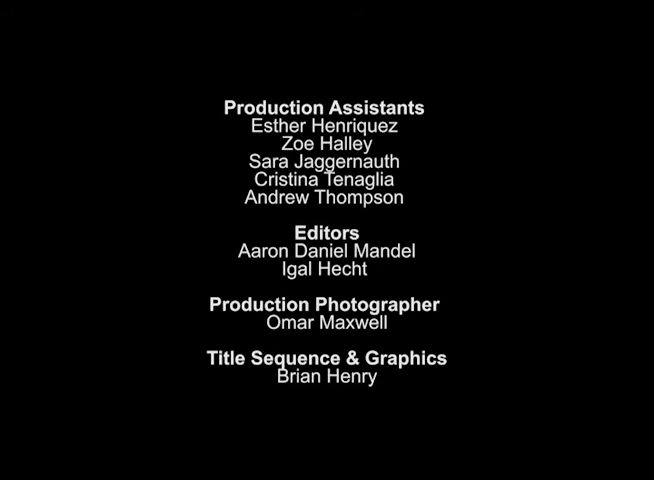 Production Assistants
Esther Henriquez
Zoe Halley
Sara Jaggernauth
Cristina Tenaglia
Andrew Thompson
Editors
Aaron Daniel Mandel
Igal Hecht
Production Photographer
Omar Maxwell
Title Sequence & Graphics
Brian Henry